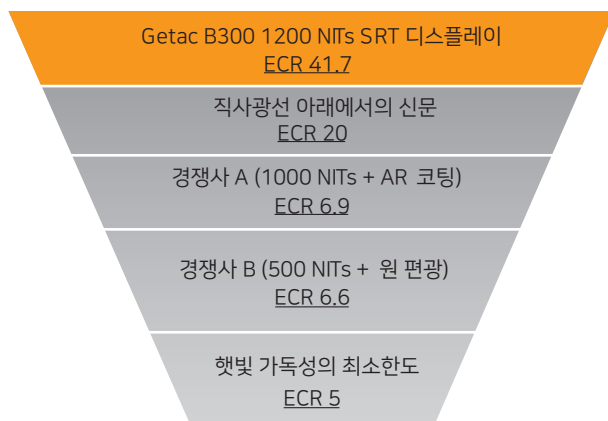 Getac B300 1200 NITs SRT 디스플레이
ECR 41.7
직사광선 아래에서의 신문
ECR 20
경쟁사 A (1000 NITs + AR 코팅)
ECR 6.9
경쟁사 B (500 NITs + 원 편광)
ECR 6.6
햇빛 가독성의 최소한도
ECR 5